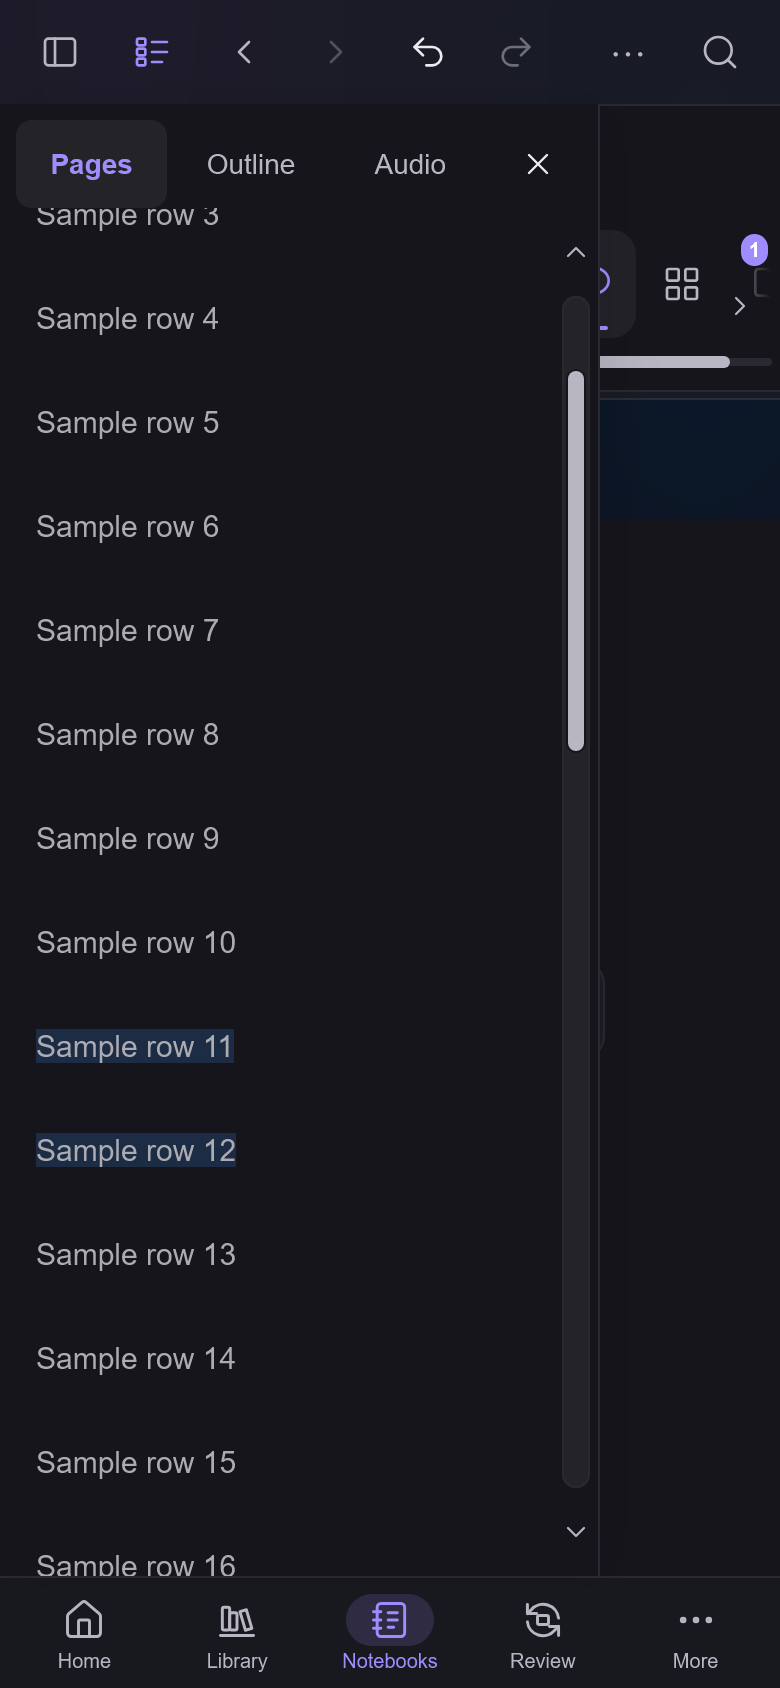 Pages Outline Audio
Sample row 3
1
Sample row 4
Sample row 5
Sample row 6
Sample row 7
Sample row 8
Sample row 9
Sample row 10
Sample row 11
Sample row 12
Sample row 13
Sample row 14
Sample row 15
Sample row 16
Home Library Notebooks Review More